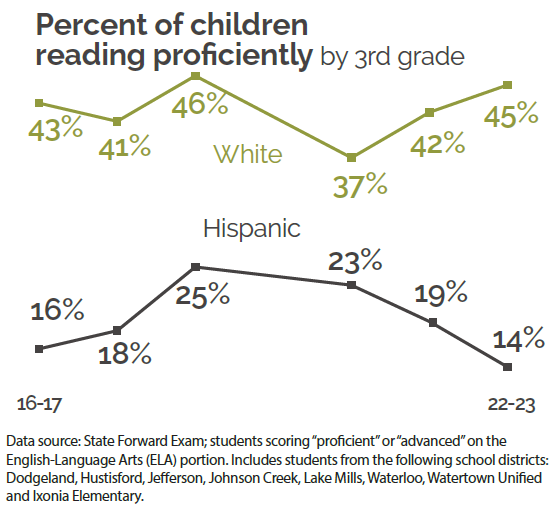 Percent of children
reading proficiently by 3rd grade
43%
41%
46%
White
37%
42%
45%
Hispanic
16%
18%
25%
23%
19%
14%
16-17
22-23
Data source: State Forward Exam; students scoring “proficient” or “advanced” on the
English-Language Arts (ELA) portion. Includes students from the following school districts:
Dodgeland, Hustisford, Jefferson, Johnson Creek, Lake Mills, Waterloo, Watertown Unified
and Ixonia Elementary.